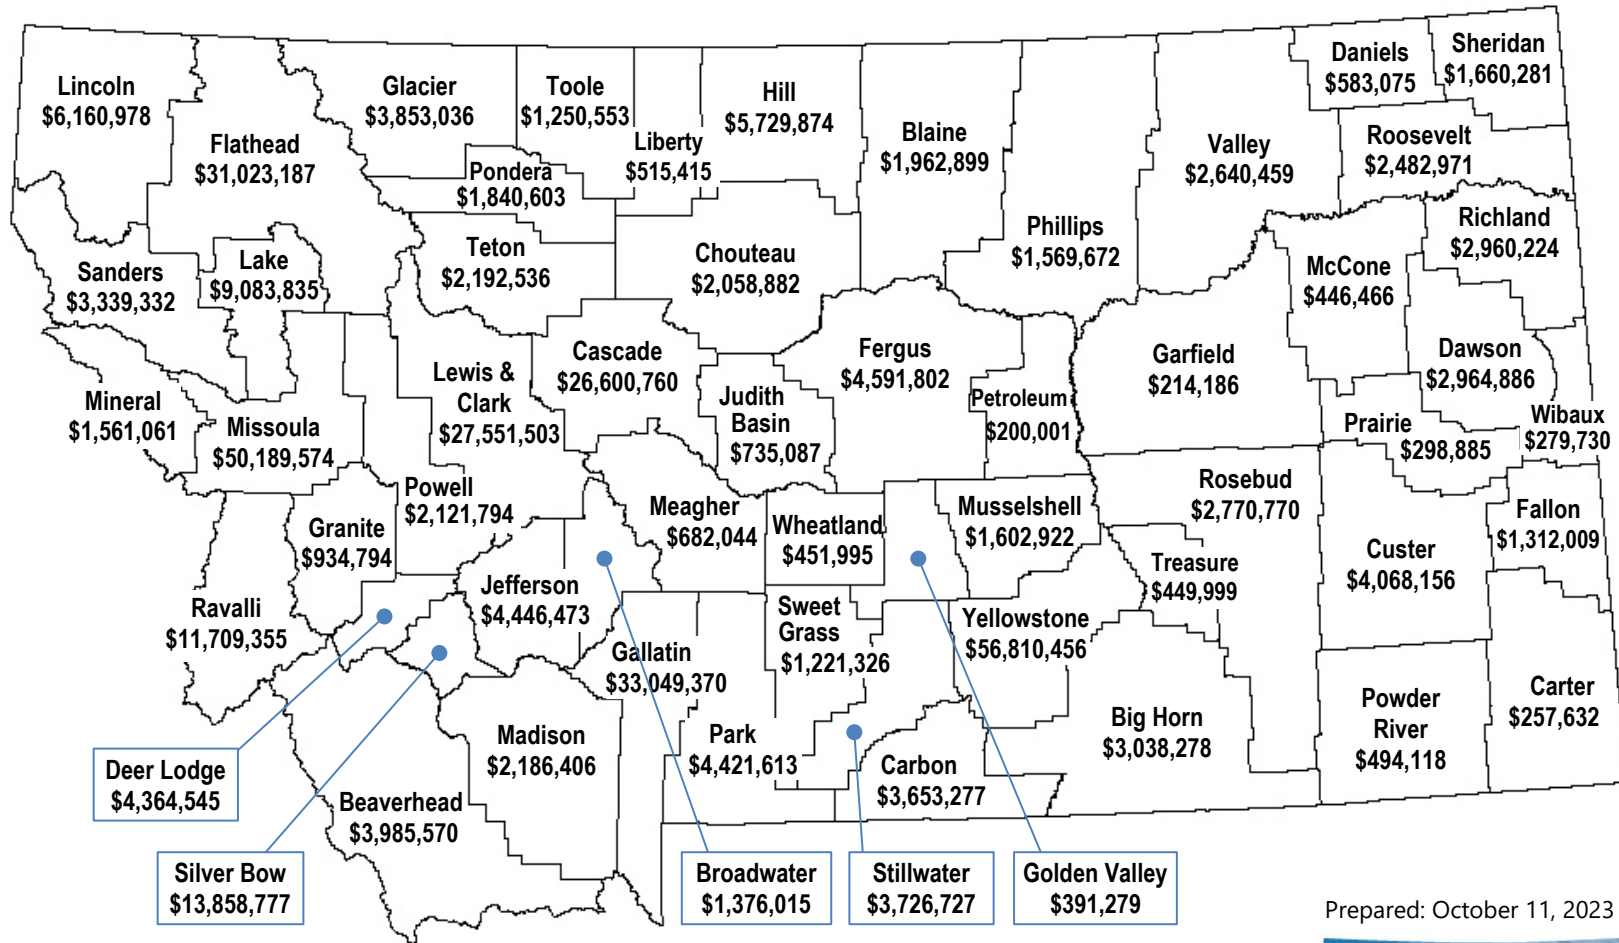 Lincoln
$6,160,978
Flathead
$31,023,187
Glacier
$3,853,036
Toole
$1,250,553
Liberty
$515,415
Hill
$5,729,874
Blaine
$1,962,899
Phillips
$1,569,672
Valley
$2,640,459
Daniels
$583,075
Sheridan
$1,660,281
Roosevelt
$2,482,971
Pondera
$1,840,603
Teton
$2,192,536
Chouteau
$2,058,882
Sanders
$3,339,332
Lake
$9,083,835
Richland
$2,960,224
McCone
$446,466
Mineral
$1,561,061
Missoula
$50,189,574
Lewis &
Clark
$27,551,503
Cascade
$26,600,760
Judith
Basin
$735,087
Fergus
$4,591,802
Petroleum
$200,001
Garfield
$214,186
Dawson
$2,964,886
Prairie
$298,885
Wibaux
$279,730
Powell
$2,121,794
Granite
$934,794
Ravalli
$11,709,355
Jefferson
$4,446,473
Meagher
$682,044
Wheatland
$451,995
Musselshell
$1,602,922
Rosebud
$2,770,770
Treasure
$449,999
Custer
$4,068,156
Fallon
$1,312,009
Sweet
Grass
$1,221,326
Yellowstone
$56,810,456
Gallatin
$33,049,370
Madison
$2,186,406
Park
$4,421,613
Carbon
$3,653,277
Big Horn
$3,038,278
Powder
River
$494,118
Carter
$257,632
Deer Lodge
$4,364,545
Beaverhead
$3,985,570
Silver Bow
$13,858,777
Broadwater
$1,376,015
Stillwater
$3,726,727
Golden Valley
$391,279
Prepared: October 11, 2023